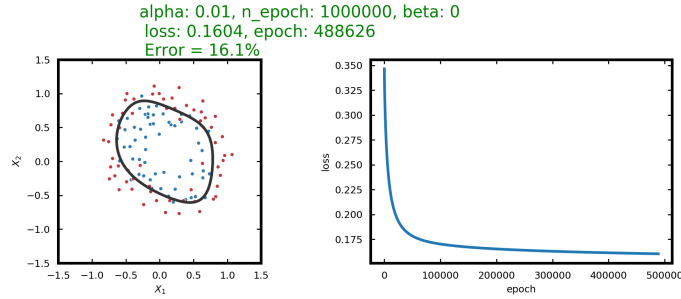 alpha: 0.01, n_epoch: 1000000, beta: 0
loss: 0.1604, epoch: 488626
Error = 16.1%
1.5
1.0
0.5
0.0
−0.5
−1.0
−1.5
X2
−1.5 −1.0 −0.5 0.0 0.5 1.0 1.5
X1
0.350
0.325
0.300
0.275
0.250
0.225
0.200
0.175
loss
0 100000 200000 300000 400000 500000
epoch